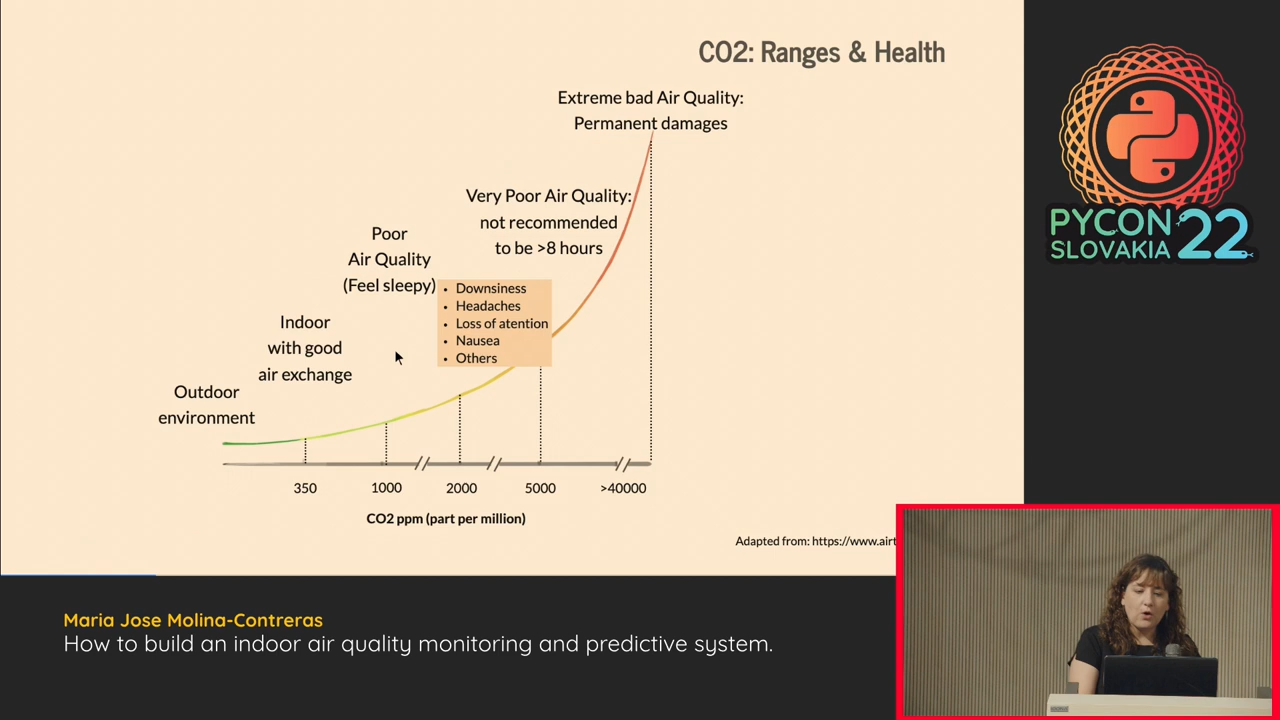 CO2: Ranges & Health
Extreme bad Air Quality:
Permanent damages
Very Poor Air Quality:
not recommended
to be >8 hours
Poor
Air Quality
(Feel sleepy)
• Downsiness
• Headaches
• Loss of atention
• Nausea
• Others
Indoor
with good
air exchange
Outdoor
environment
350 1000 2000 5000 >40000
CO2 ppm (part per million)
Adapted from: https://www.airt
PYCON
SLOVAKIA
22
Maria Jose Molina-Contreras
How to build an indoor air quality monitoring and predictive system.